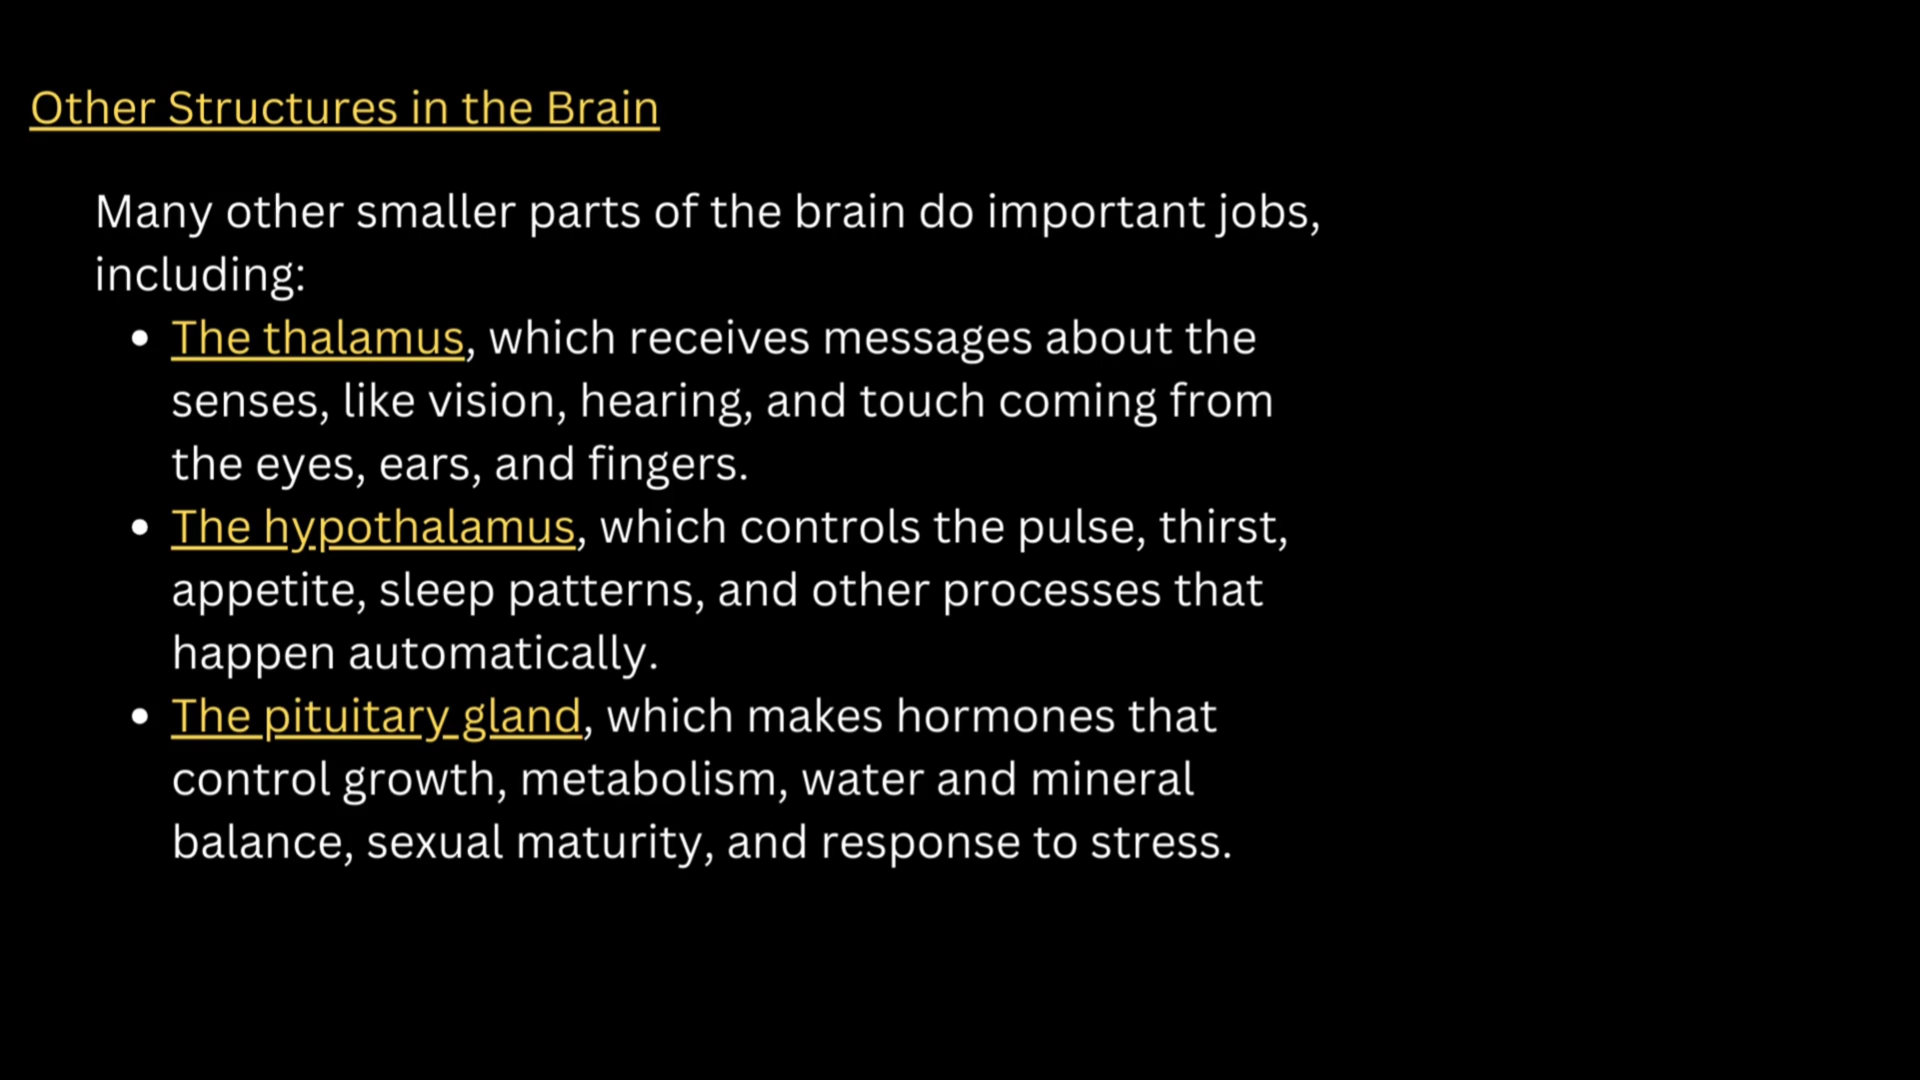 Other Structures in the Brain
Many other smaller parts of the brain do important jobs,
including:
• The thalamus, which receives messages about the
senses, like vision, hearing, and touch coming from
the eyes, ears, and fingers.
• The hypothalamus, which controls the pulse, thirst,
appetite, sleep patterns, and other processes that
happen automatically.
• The pituitary gland, which makes hormones that
control growth, metabolism, water and mineral
balance, sexual maturity, and response to stress.